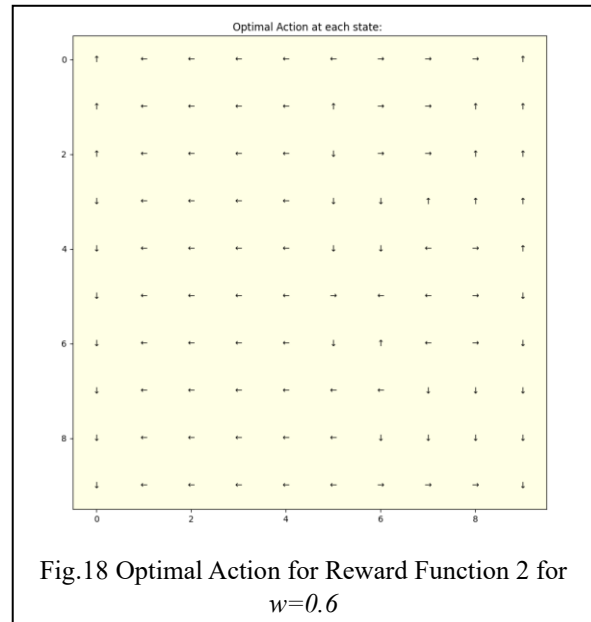 Optimal Action at each state:
0 ↑ ← ← ← ← ← → → → ↑
↑ ← ← ← ← ↑ → → ↑ ↑
2 ↑ ← ← ← ← ↓ → → ↑ ↑
↓ ← ← ← ← ↓ ↓ ↑ ↑ ↑
4 ↓ ← ← ← ← ↓ ↓ ← → ↑
↓ ← ← ← ← → ← ← → ↓
6 ↓ ← ← ← ← ↓ ↑ ← → ↓
↓ ← ← ← ← ← ← ↓ ↓ ↓
8 ↓ ← ← ← ← ← ↓ ↓ ↓ ↓
↓ ← ← ← ← ← → → → ↓
0 2 4 6 8
Fig.18 Optimal Action for Reward Function 2 for
w=0.6